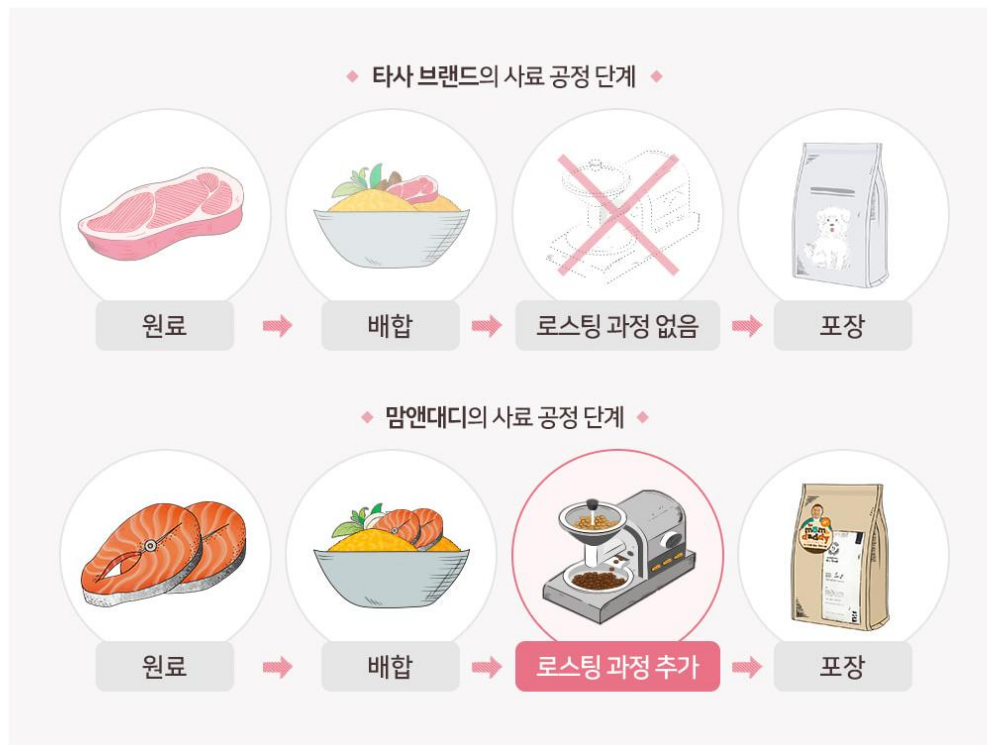 타사 브랜드의 사료 공정 단계
원료
배합
로스팅 과정 없음
포장
맘앤대디의 사료 공정 단계
mom
daddy
원료
배합
로스팅 과정 추가
포장